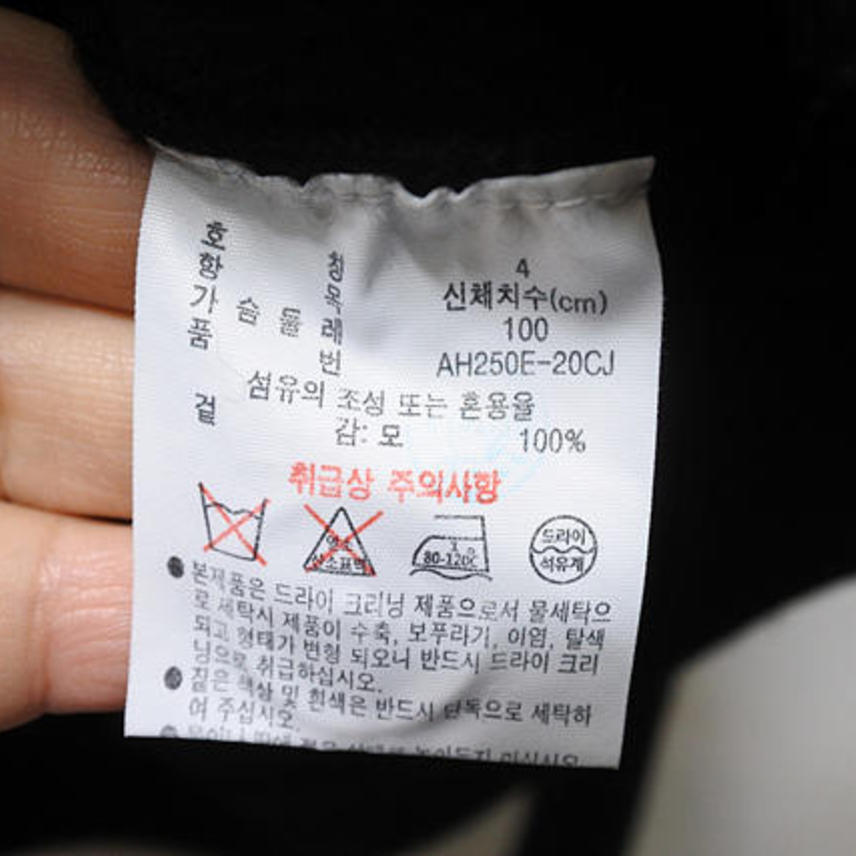 호칭 4
항목 신체치수(cm)
가슴둘레 100
품번 AH250E-20CJ
섬유의 조성 또는 혼용율
겉감: 모 100%
취급상 주의사항
80-120℃
드라이
석유계
● 본제품은 드라이 크리닝 제품으로서 물세탁으
로 세탁시 제품이 수축, 보푸라기, 이염, 탈색
되고 형태가 변형 되오니 반드시 드라이 크리
닝으로 취급하십시오.
● 짙은 색상 및 흰색은 반드시 단독으로 세탁하
여 주십시오.